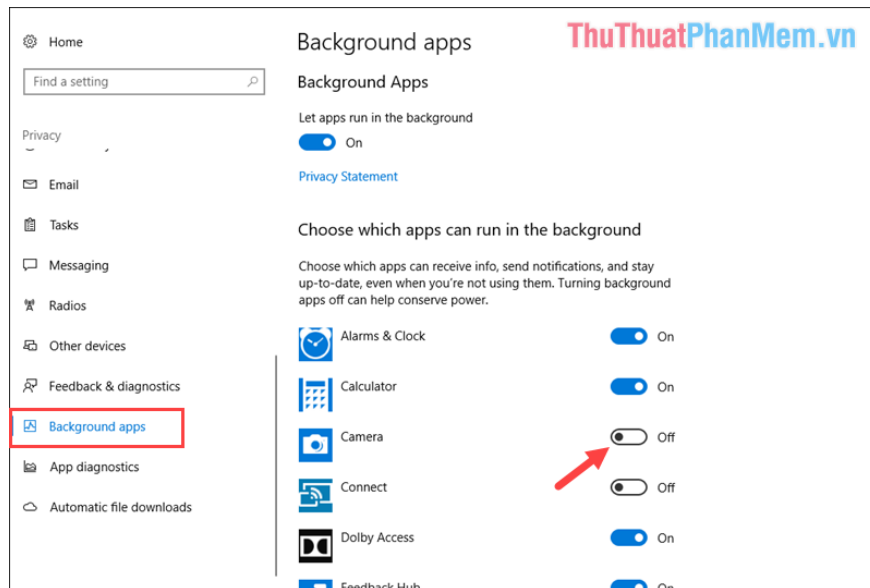 ThuThuatPhanMem.vn
Home
Find a setting
Privacy
Email
Tasks
Messaging
Radios
Other devices
Feedback & diagnostics
Background apps
App diagnostics
Automatic file downloads
Background apps
Background Apps
Let apps run in the background
On
Privacy Statement
Choose which apps can run in the background
Choose which apps can receive info, send notifications, and stay
up-to-date, even when you're not using them. Turning background
apps off can help conserve power.
Alarms & Clock On
Calculator On
Camera Off
Connect Off
Dolby Access On
Feedback Hub On